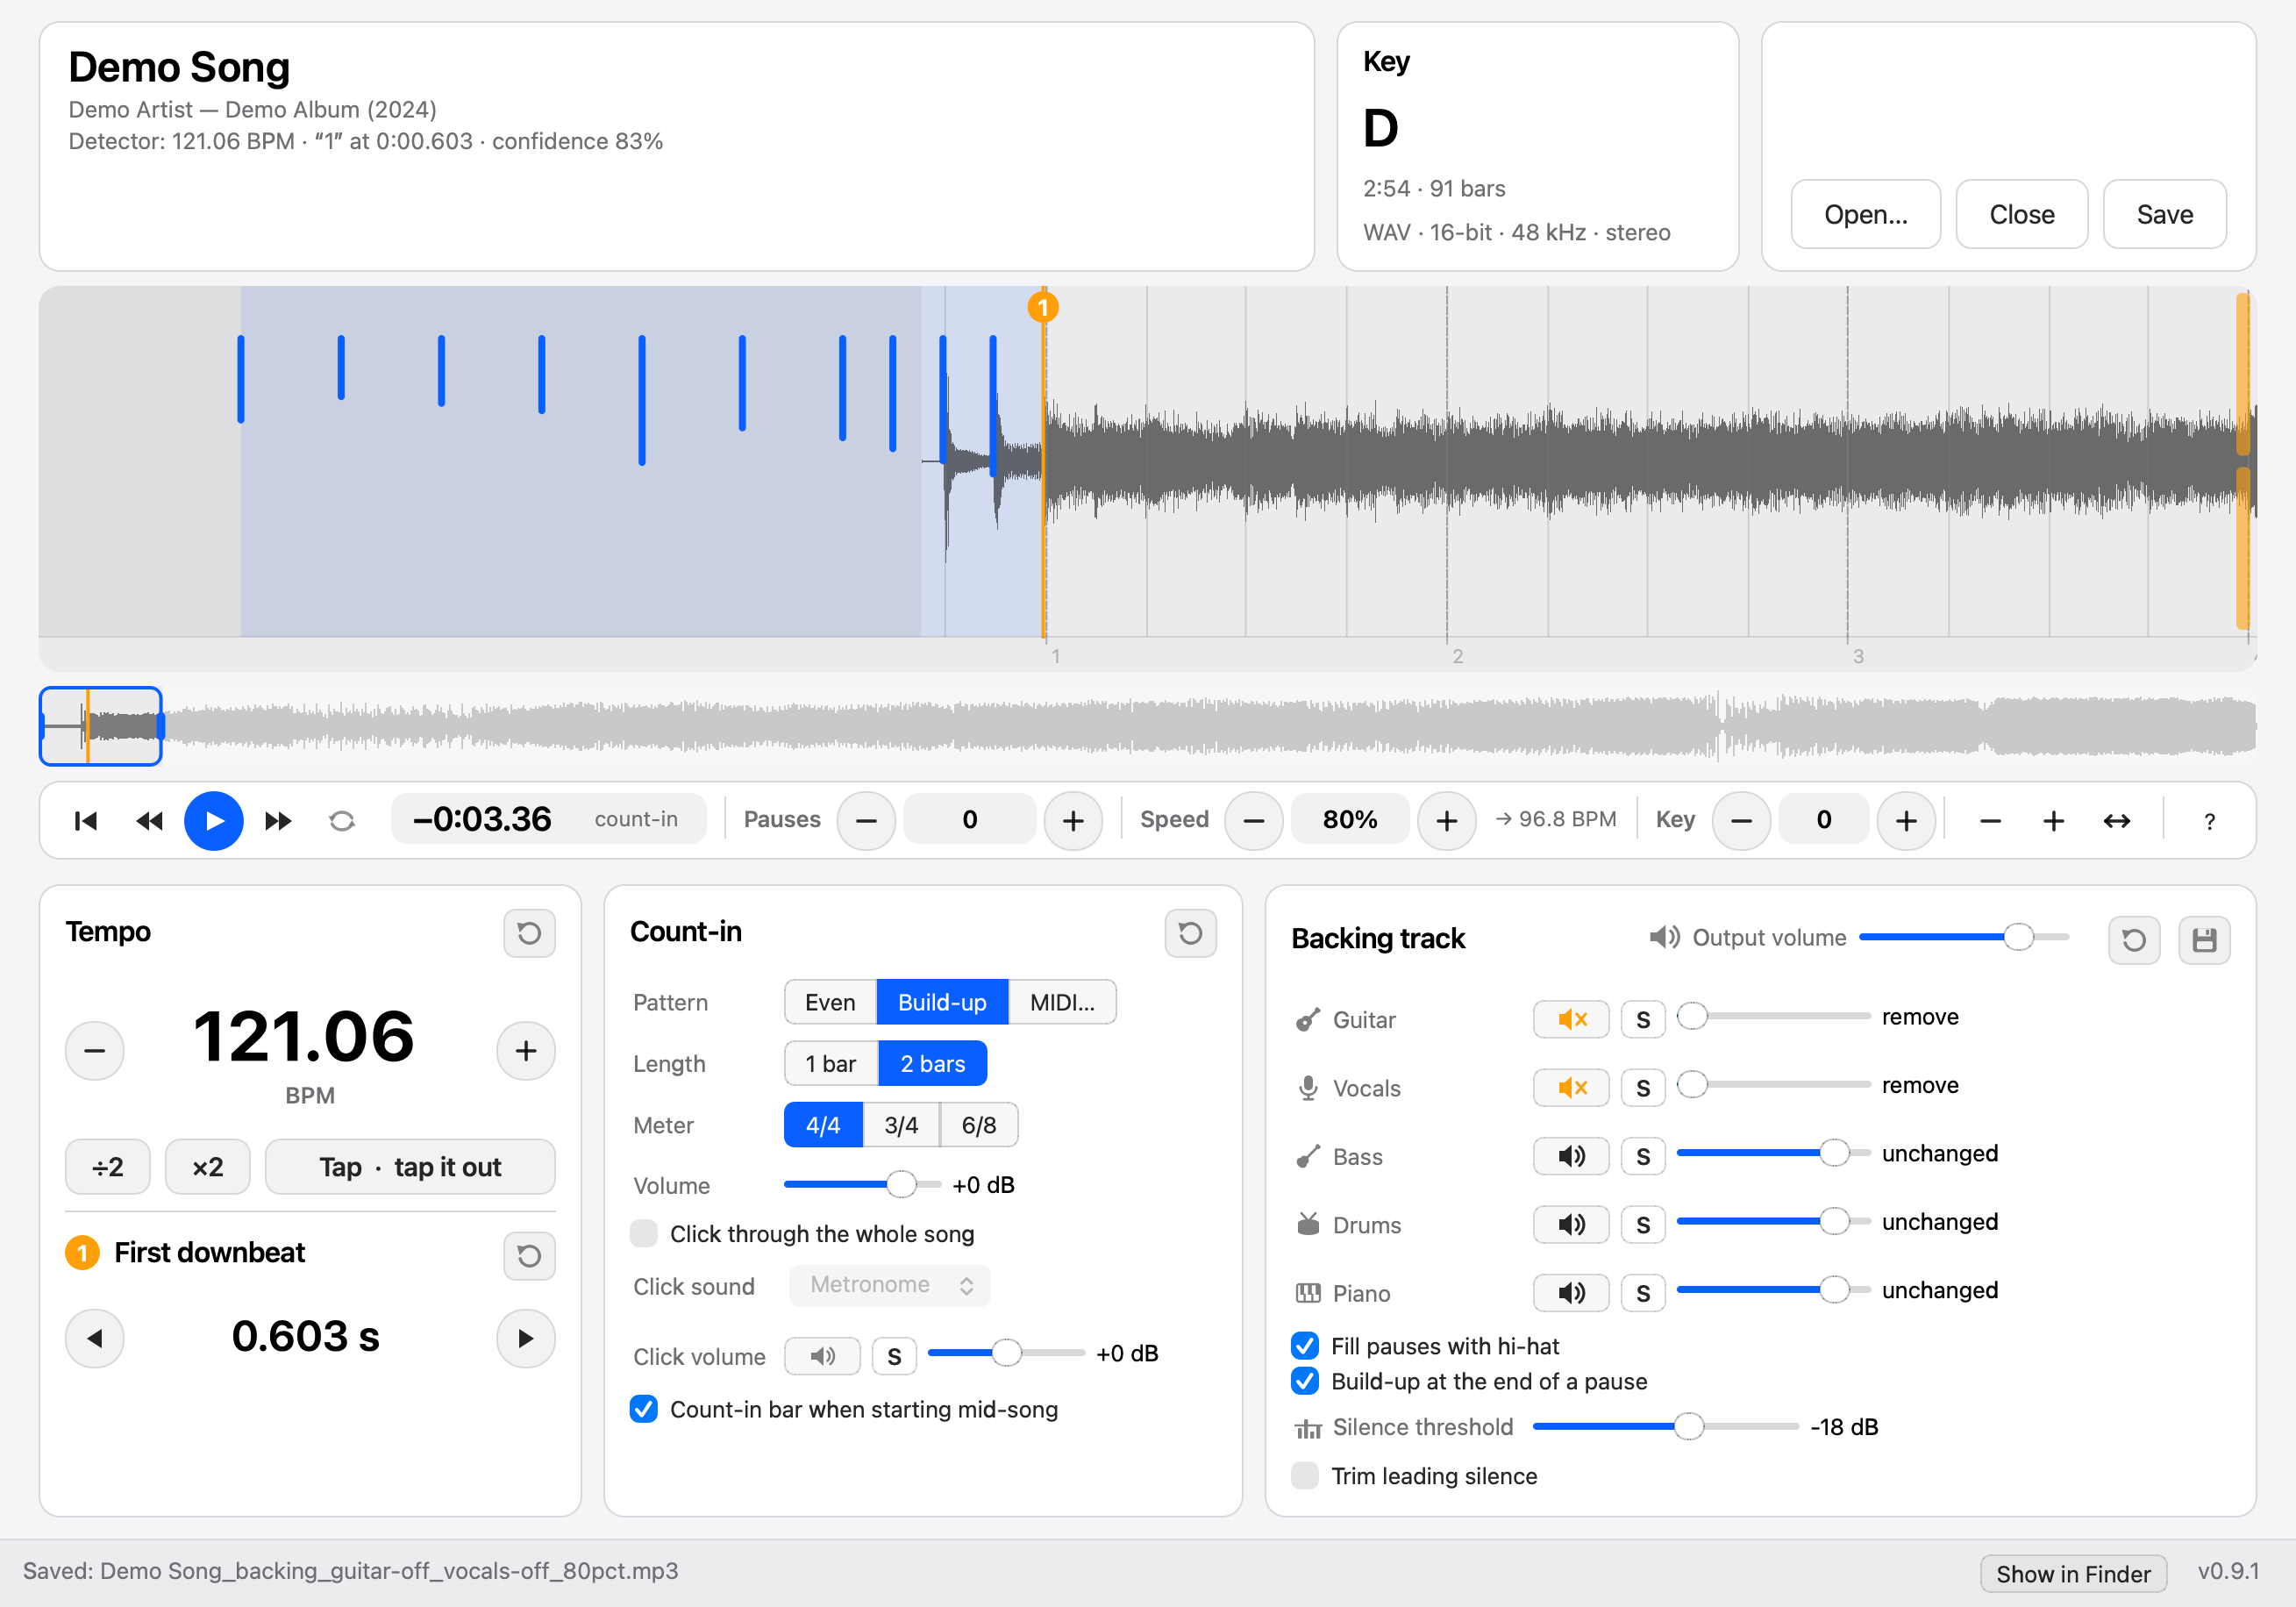 Demo Song
Demo Artist — Demo Album (2024)
Detector: 121.06 BPM · “1” at 0:00.603 · confidence 83%
Key
D
2:54 · 91 bars
WAV · 16-bit · 48 kHz · stereo
Open... Close Save
1
1 2 3
−0:03.36 count-in Pauses − 0 + Speed − 80% + → 96.8 BPM Key − 0 + − + ↔ ?
Tempo
− 121.06 +
BPM
÷2 ×2 Tap · tap it out
1 First downbeat
0.603 s
Count-in
Pattern Even Build-up MIDI...
Length 1 bar 2 bars
Meter 4/4 3/4 6/8
Volume +0 dB
Click through the whole song
Click sound Metronome
Click volume S +0 dB
Count-in bar when starting mid-song
Backing track Output volume
Guitar S remove
Vocals S remove
Bass S unchanged
Drums S unchanged
Piano S unchanged
Fill pauses with hi-hat
Build-up at the end of a pause
Silence threshold -18 dB
Trim leading silence
Saved: Demo Song_backing_guitar-off_vocals-off_80pct.mp3 Show in Finder v0.9.1